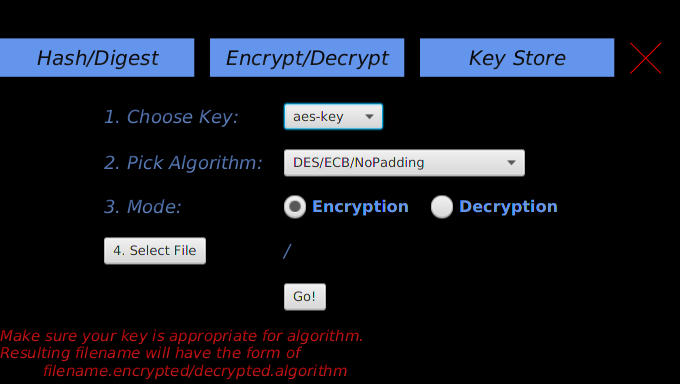 Hash/Digest Encrypt/Decrypt Key Store
1. Choose Key: aes-key
2. Pick Algorithm: DES/ECB/NoPadding
3. Mode: Encryption Decryption
4. Select File /
Go!
Make sure your key is appropriate for algorithm.
Resulting filename will have the form of
filename.encrypted/decrypted.algorithm